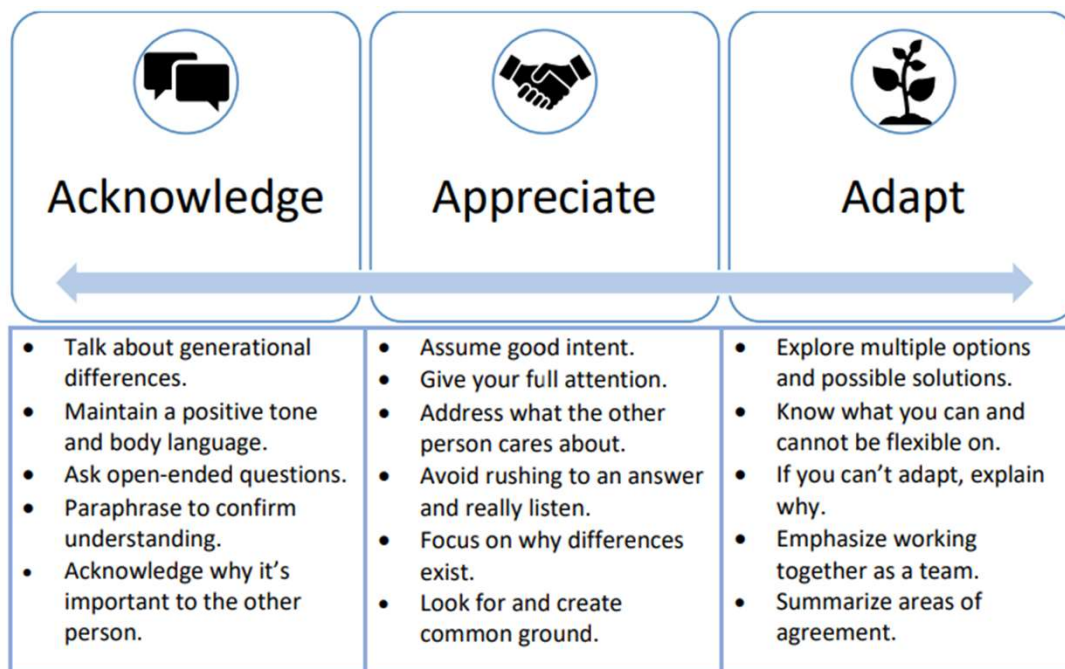 Acknowledge
Appreciate
Adapt
• Talk about generational
differences.
• Maintain a positive tone
and body language.
• Ask open-ended questions.
• Paraphrase to confirm
understanding.
• Acknowledge why it’s
important to the other
person.
• Assume good intent.
• Give your full attention.
• Address what the other
person cares about.
• Avoid rushing to an answer
and really listen.
• Focus on why differences
exist.
• Look for and create
common ground.
• Explore multiple options
and possible solutions.
• Know what you can and
cannot be flexible on.
• If you can’t adapt, explain
why.
• Emphasize working
together as a team.
• Summarize areas of
agreement.